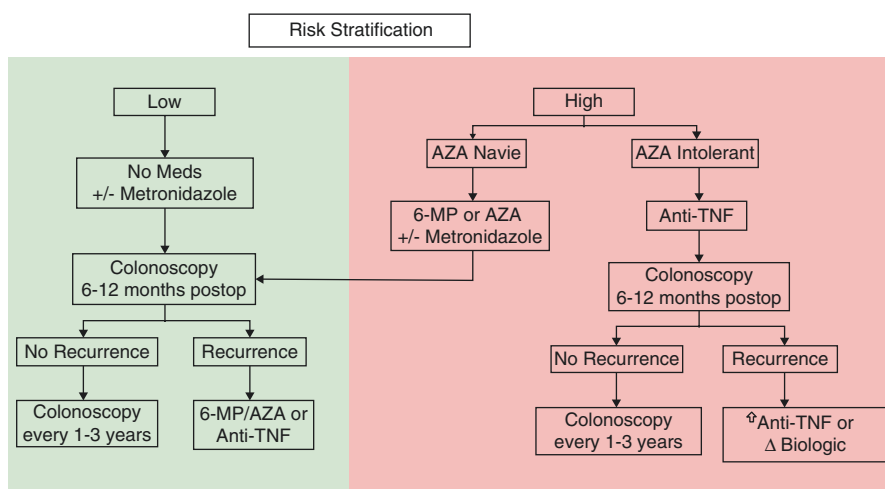 Risk Stratification
Low
No Meds
+/- Metronidazole
Colonoscopy
6-12 months postop
No Recurrence
Recurrence
Colonoscopy
every 1-3 years
6-MP/AZA or
Anti-TNF
High
AZA Navie
AZA Intolerant
6-MP or AZA
+/- Metronidazole
Anti-TNF
Colonoscopy
6-12 months postop
No Recurrence
Recurrence
Colonoscopy
every 1-3 years
⇧Anti-TNF or
Δ Biologic